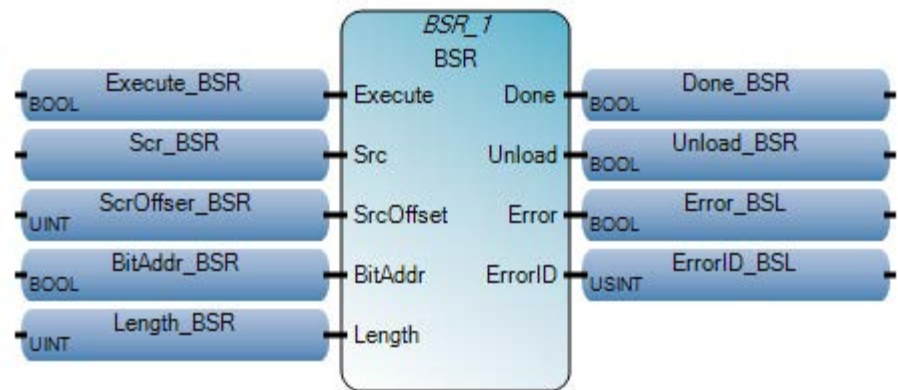 BSR_1
BSR
Execute_BSR
BOOL
Execute
Done
Done_BSR
BOOL
Scr_BSR
Src
Unload
Unload_BSR
BOOL
ScrOffser_BSR
UINT
SrcOffset
Error
Error_BSL
BOOL
BitAddr_BSR
BOOL
BitAddr
ErrorID
ErrorID_BSL
USINT
Length_BSR
UINT
Length